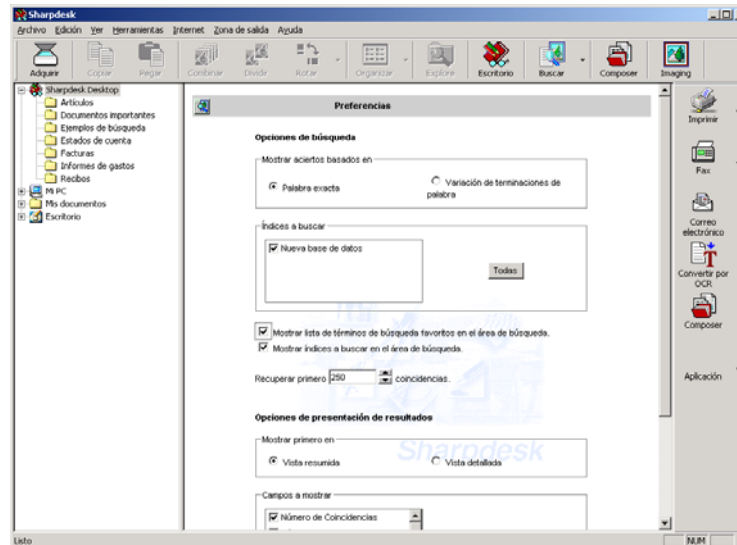 Sharpdesk
Archivo Edición Ver Herramientas Internet Zona de salida Ayuda
Adquirir Copiar Pegar Combinar Dividir Rotar Organizar Explore Escritorio Buscar Composer Imaging
Sharpdesk Desktop
Artículos
Documentos importantes
Ejemplos de búsqueda
Estados de cuenta
Facturas
Informes de gastos
Recibos
Mi PC
Mis documentos
Escritorio
Preferencias
Opciones de búsqueda
Mostrar aciertos basados en
Palabra exacta
Variación de terminaciones de
palabra
Índices a buscar
Nueva base de datos
Todas
Mostrar lista de términos de búsqueda favoritos en el área de búsqueda.
Mostrar índices a buscar en el área de búsqueda.
Recuperar primero 250 coincidencias.
Opciones de presentación de resultados
Mostrar primero en
Sharpdesk
Vista resumida Vista detallada
Campos a mostrar
Número de Coincidencias
Imprimir
Fax
Correo
electrónico
Convertir por
OCR
Composer
Aplicación
Listo
NUM